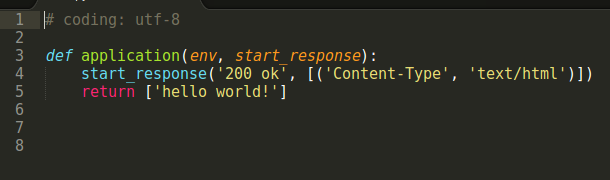 1 # coding: utf-8
2
3 def application(env, start_response):
4     start_response('200 ok', [('Content-Type', 'text/html')])
5     return ['hello world!']
6
7
8